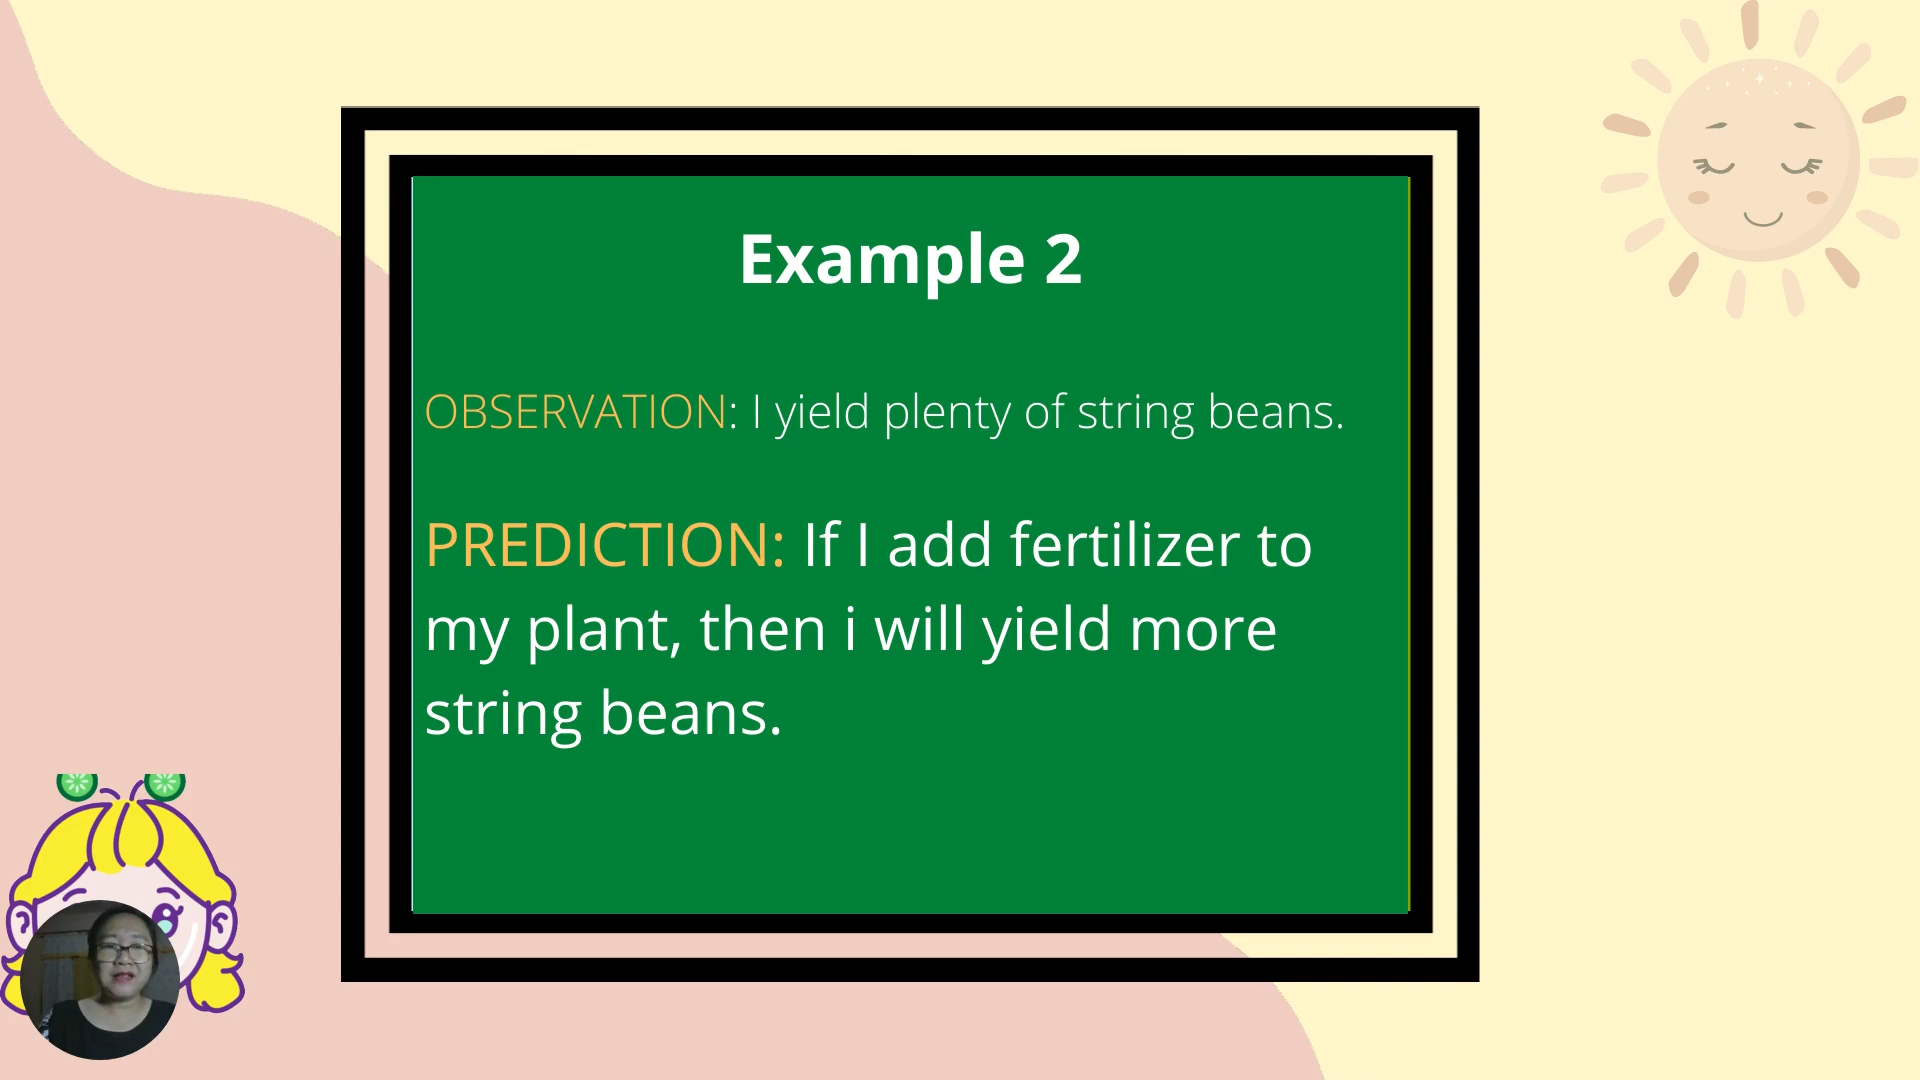 Example 2
OBSERVATION: I yield plenty of string beans.
PREDICTION: If I add fertilizer to
my plant, then i will yield more
string beans.